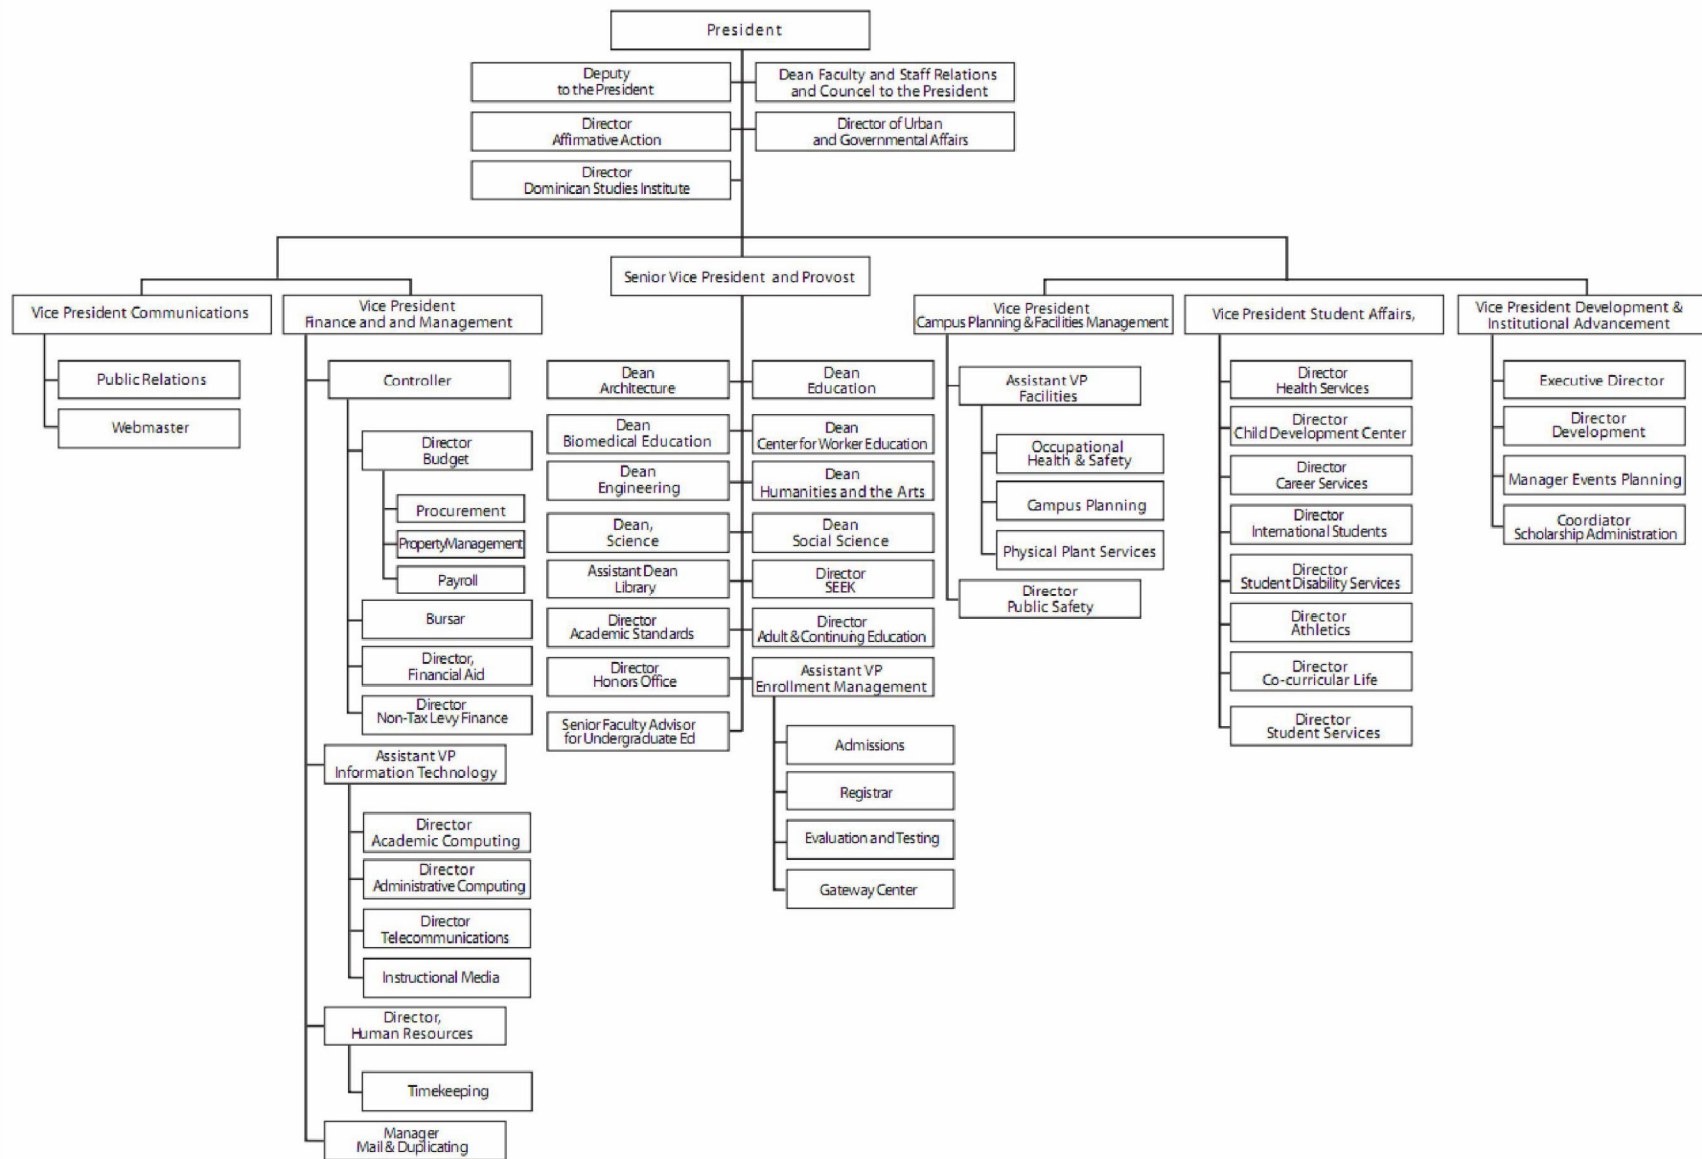 President
Deputy
to the President
Dean Faculty and Staff Relations
and Councel to the President
Director
Affirmative Action
Director of Urban
and Governmental Affairs
Director
Dominican Studies Institute
Senior Vice President and Provost
Vice President Communications
Public Relations
Webmaster
Vice President
Finance and and Management
Controller
Director
Budget
Procurement
Property Management
Payroll
Bursar
Director,
Financial Aid
Director
Non-Tax Levy Finance
Assistant VP
Information Technology
Director
Academic Computing
Director
Administrative Computing
Director
Telecommunications
Instructional Media
Director,
Human Resources
Timekeeping
Manager
Mail & Duplicating
Dean
Architecture
Dean
Education
Dean
Biomedical Education
Dean
Center for Worker Education
Dean
Engineering
Dean
Humanities and the Arts
Dean,
Science
Dean
Social Science
Assistant Dean
Library
Director
SEEK
Director
Academic Standards
Director
Adult & Continuing Education
Director
Honors Office
Assistant VP
Enrollment Management
Senior Faculty Advisor
for Undergraduate Ed
Admissions
Registrar
Evaluation and Testing
Gateway Center
Vice President
Campus Planning & Facilities Management
Assistant VP
Facilities
Occupational
Health & Safety
Campus Planning
Physical Plant Services
Director
Public Safety
Vice President Student Affairs,
Director
Health Services
Director
Child Development Center
Director
Career Services
Director
International Students
Director
Student Disability Services
Director
Athletics
Director
Co-curricular Life
Director
Student Services
Vice President Development &
Institutional Advancement
Executive Director
Director
Development
Manager Events Planning
Coordiator
Scholarship Administration